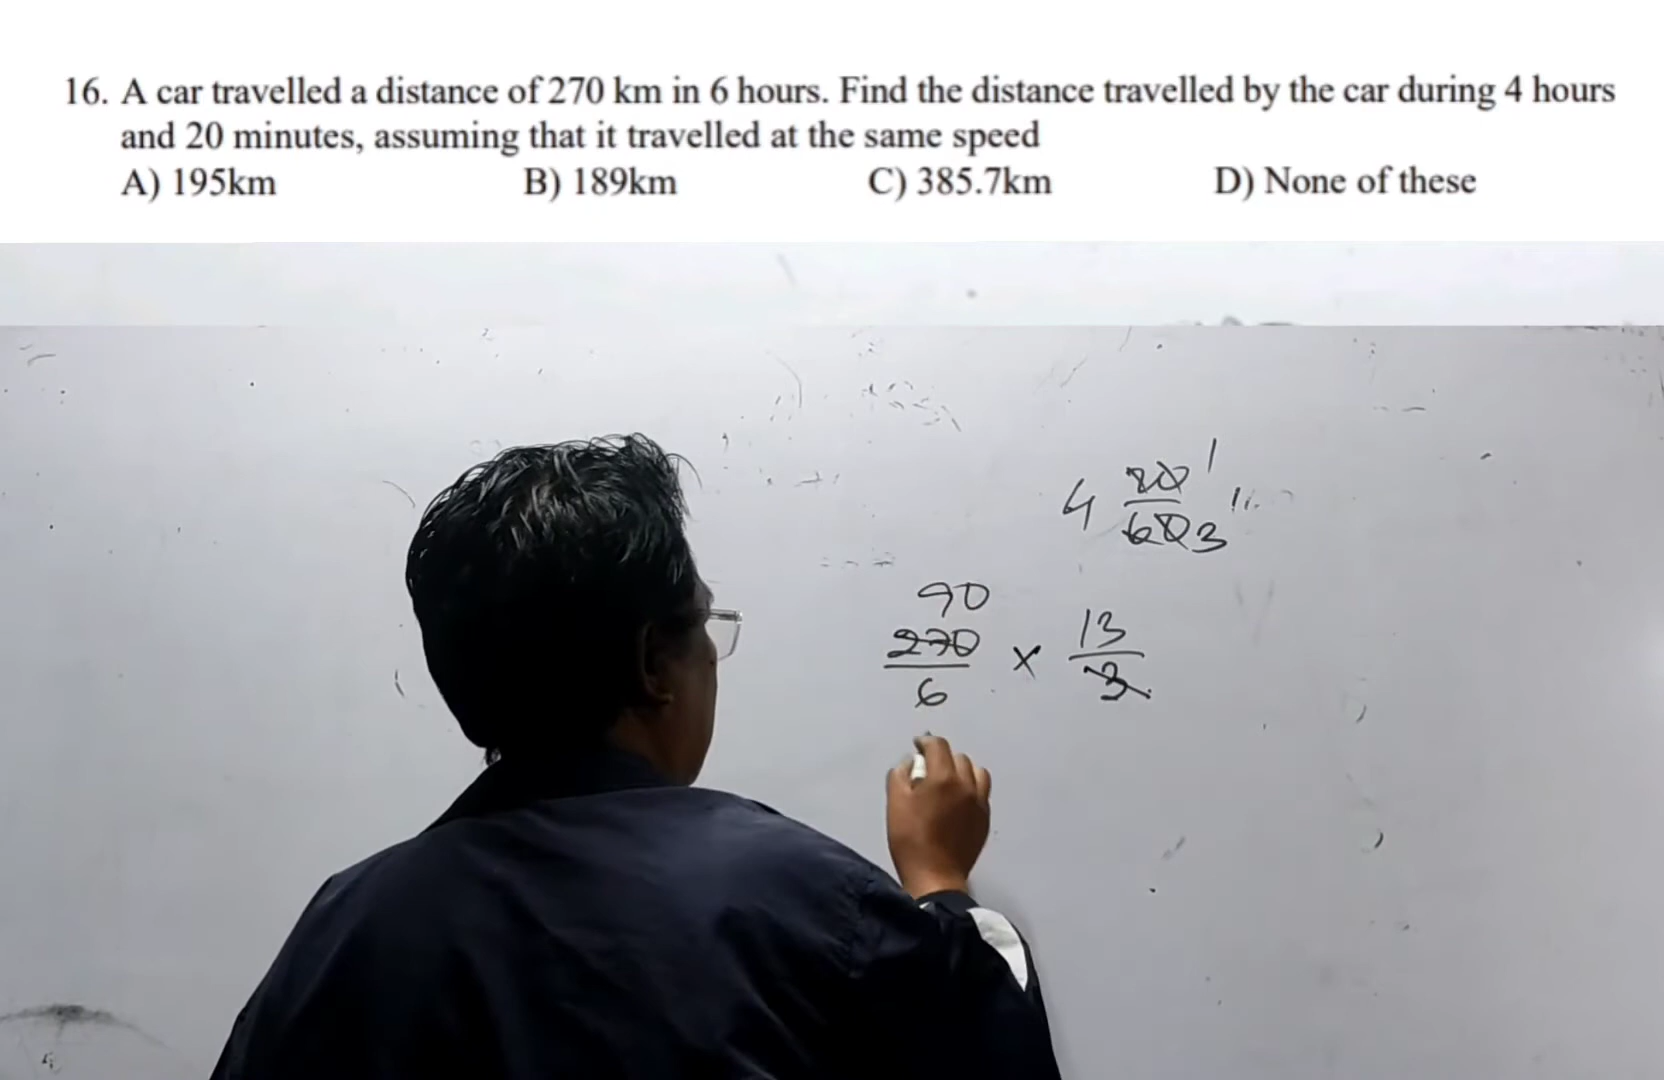 16. A car travelled a distance of 270 km in 6 hours. Find the distance travelled by the car during 4 hours
and 20 minutes, assuming that it travelled at the same speed
A) 195km B) 189km C) 385.7km D) None of these
4 20/60 1 3
90
270/6 × 13/3